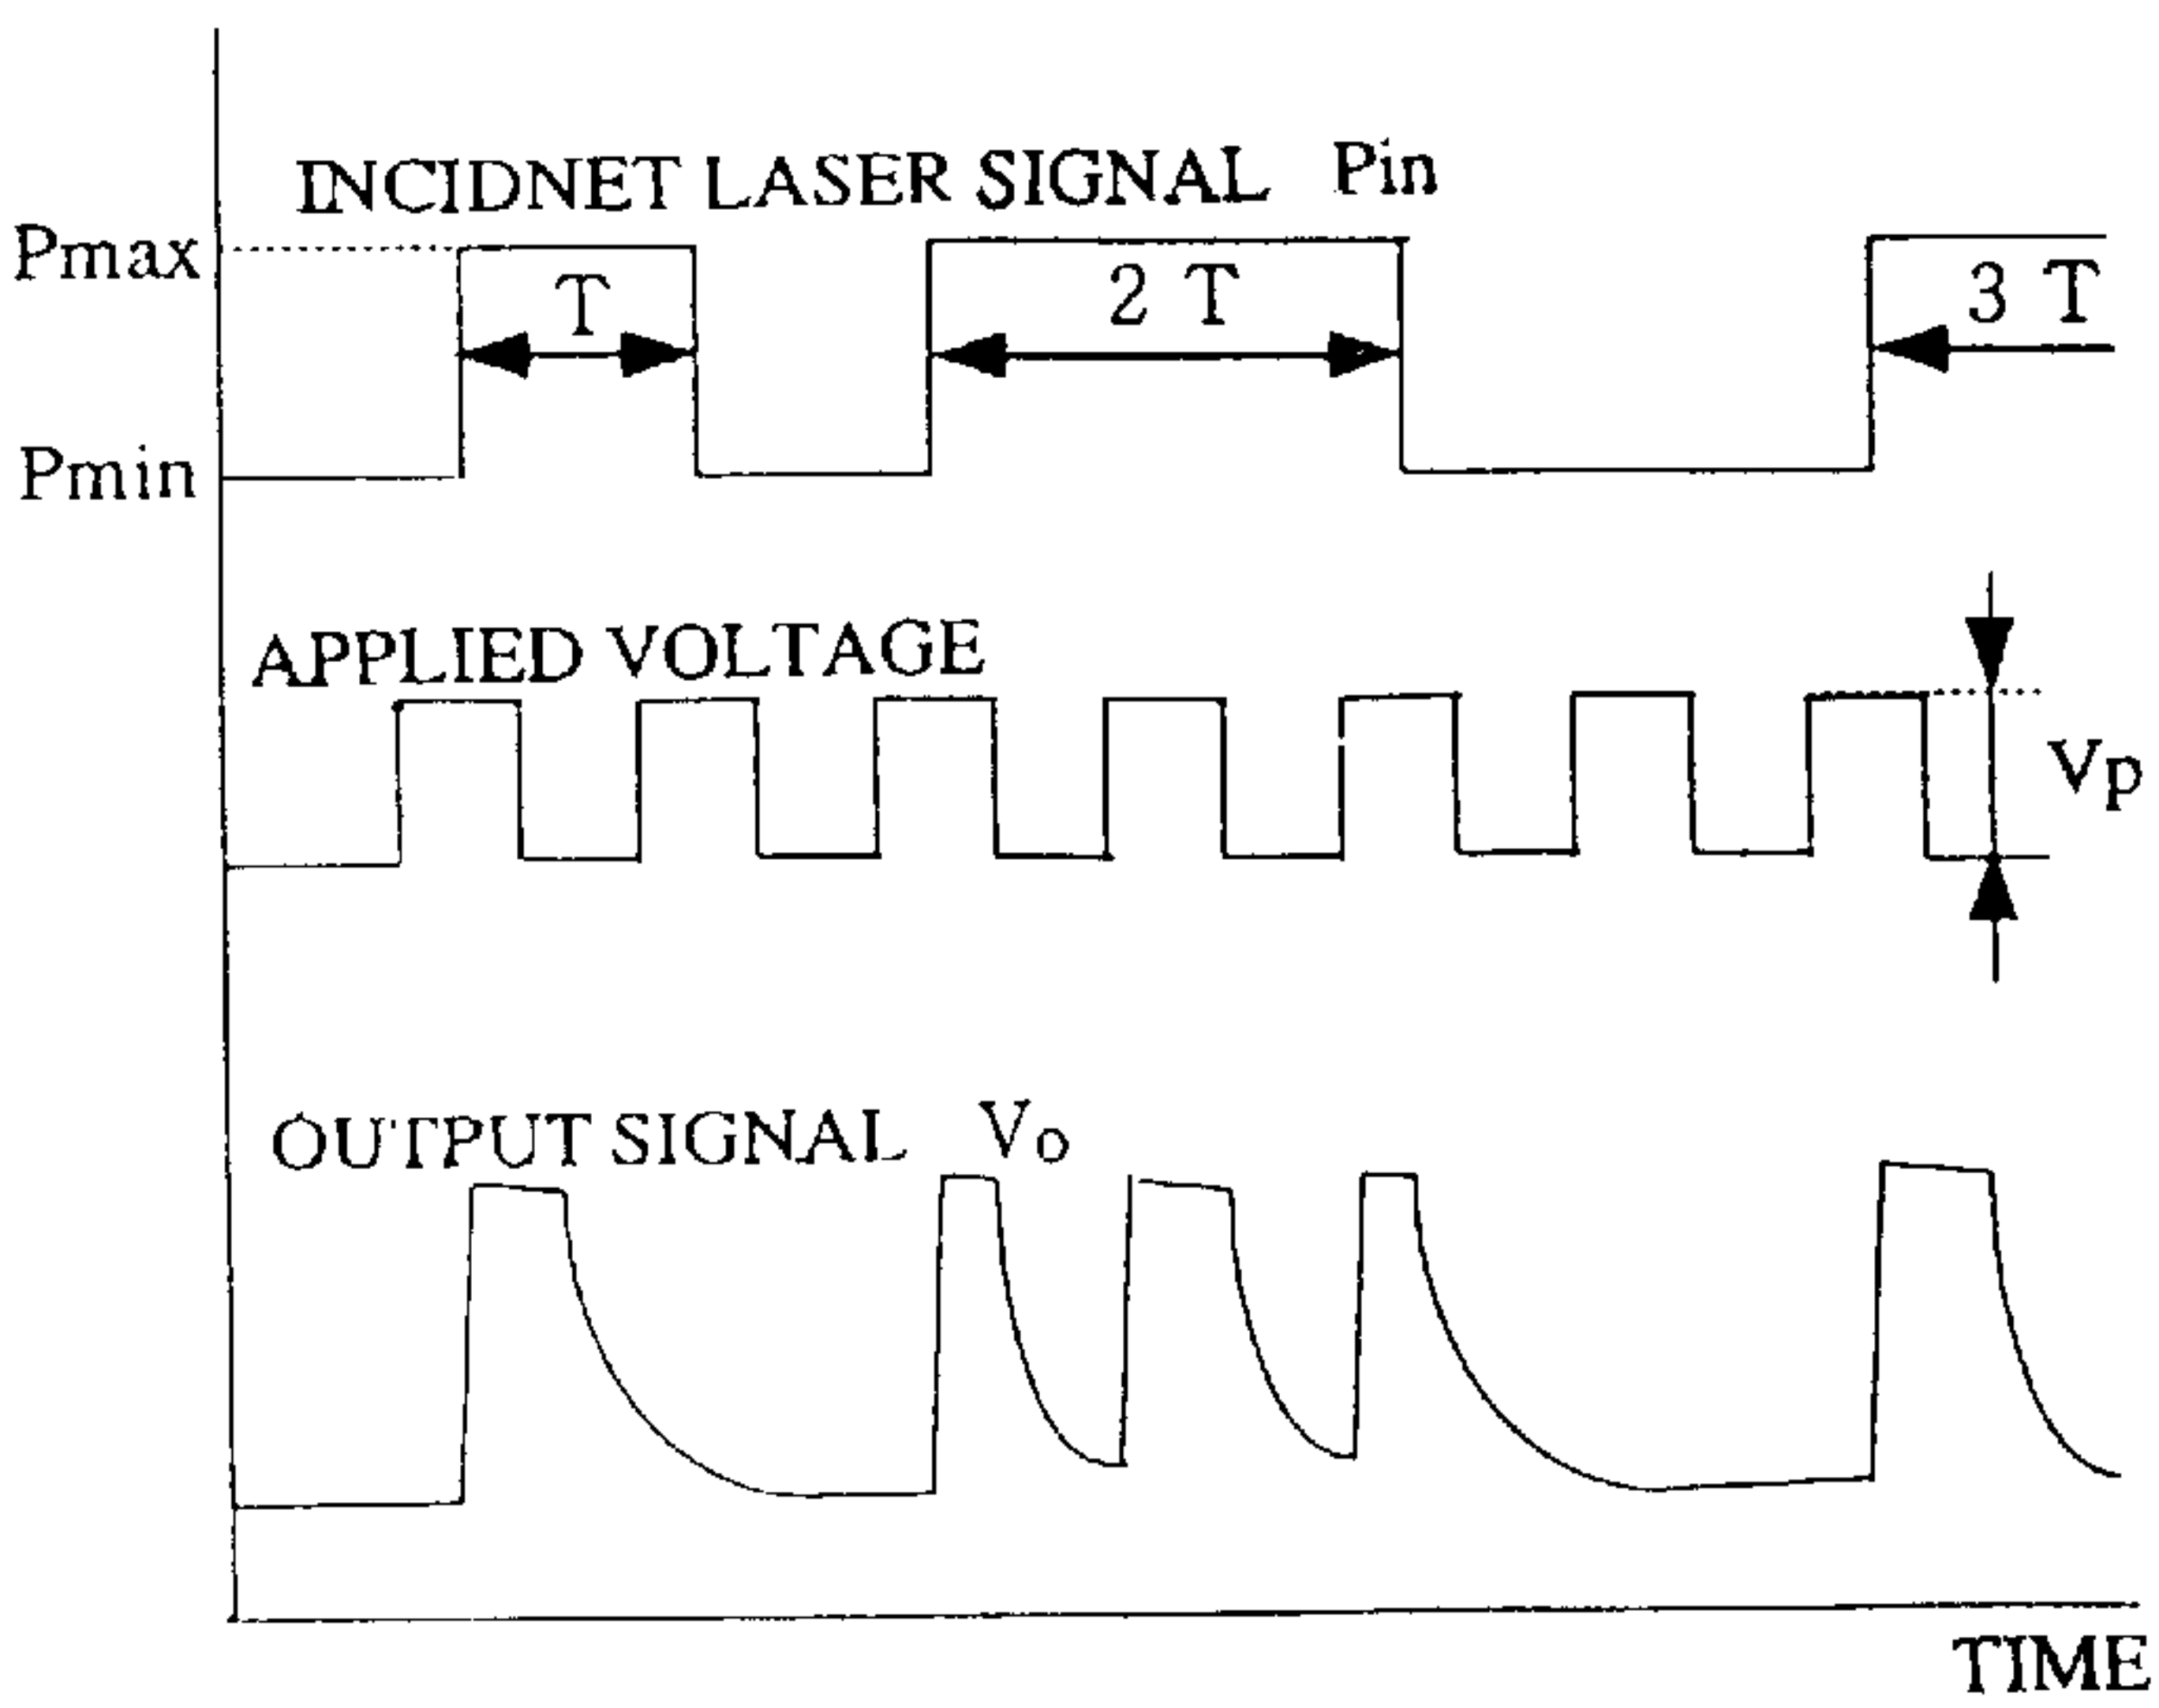 INCIDNET LASER SIGNAL Pin
Pmax
T
2 T
3 T
Pmin
APPLIED VOLTAGE
Vp
OUTPUT SIGNAL Vo
TIME